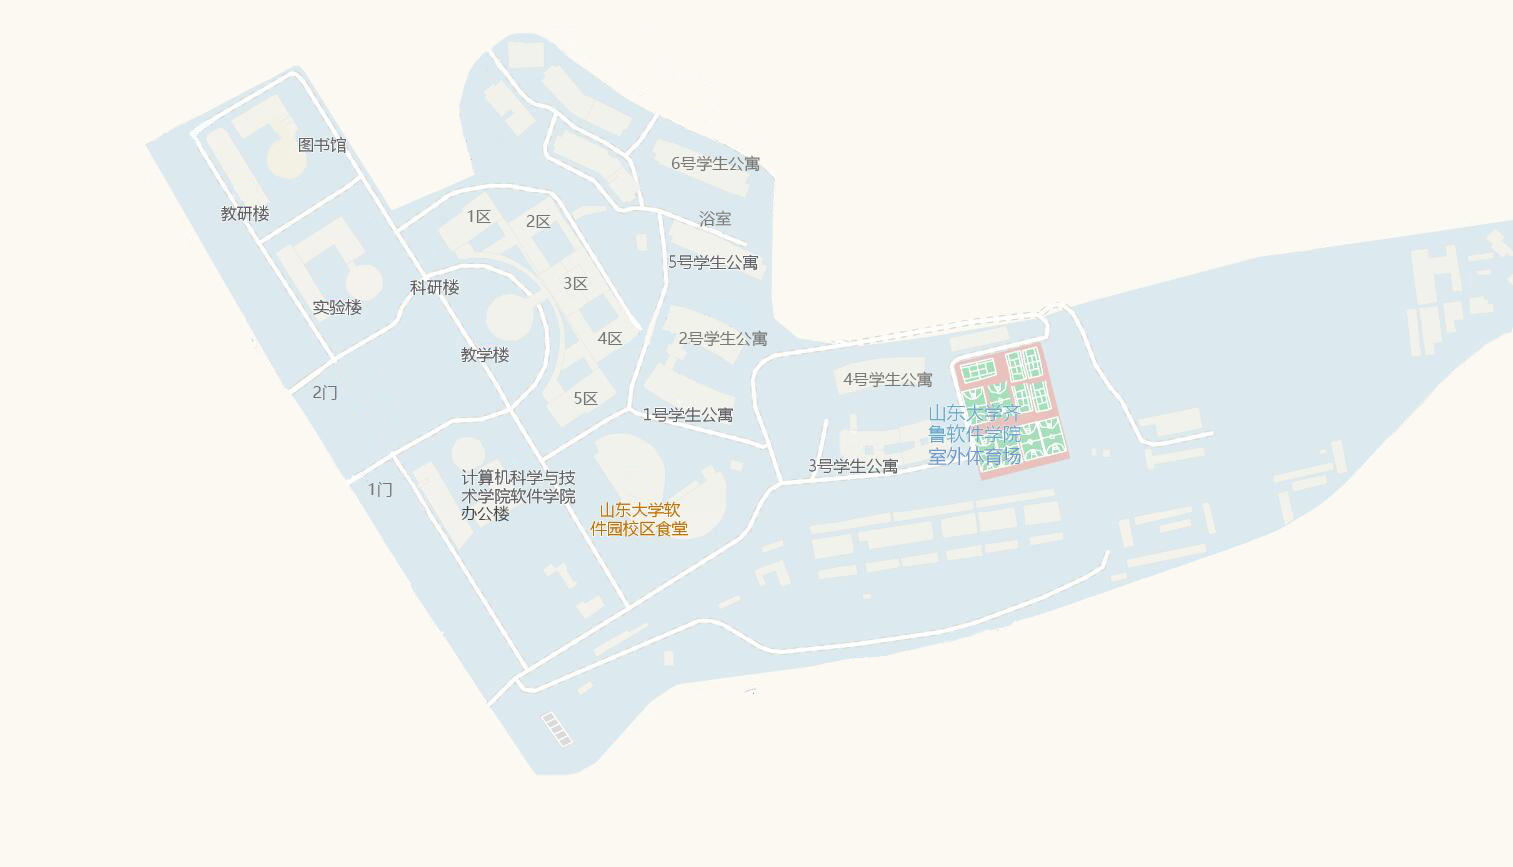 图书馆
6号学生公寓
教研楼
1区
2区
浴室
5号学生公寓
3区
科研楼
实验楼
4区
2号学生公寓
教学楼
4号学生公寓
2门
5区
1号学生公寓
山东大学齐
鲁软件学院
室外体育场
3号学生公寓
1门
计算机科学与技
术学院软件学院
办公楼
山东大学软
件园校区食堂